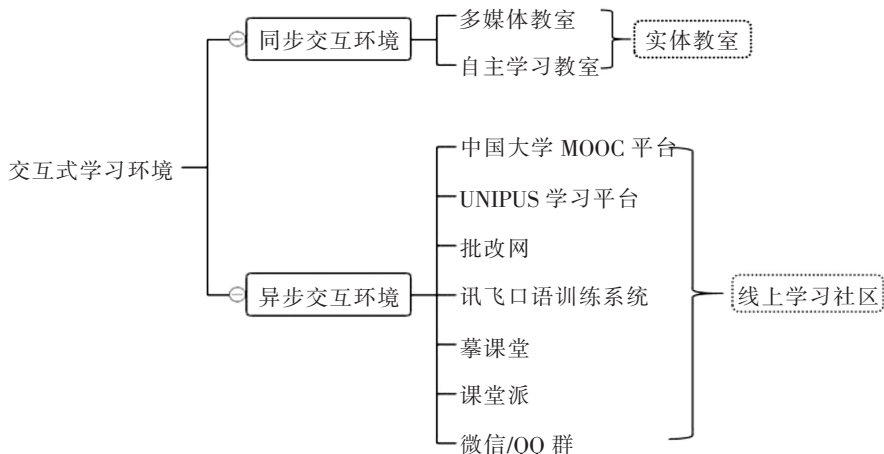 交互式学习环境
同步交互环境
多媒体教室
自主学习教室
实体教室
异步交互环境
中国大学 MOOC 平台
UNIPUS 学习平台
批改网
讯飞口语训练系统
摹课堂
课堂派
微信/QQ 群
线上学习社区